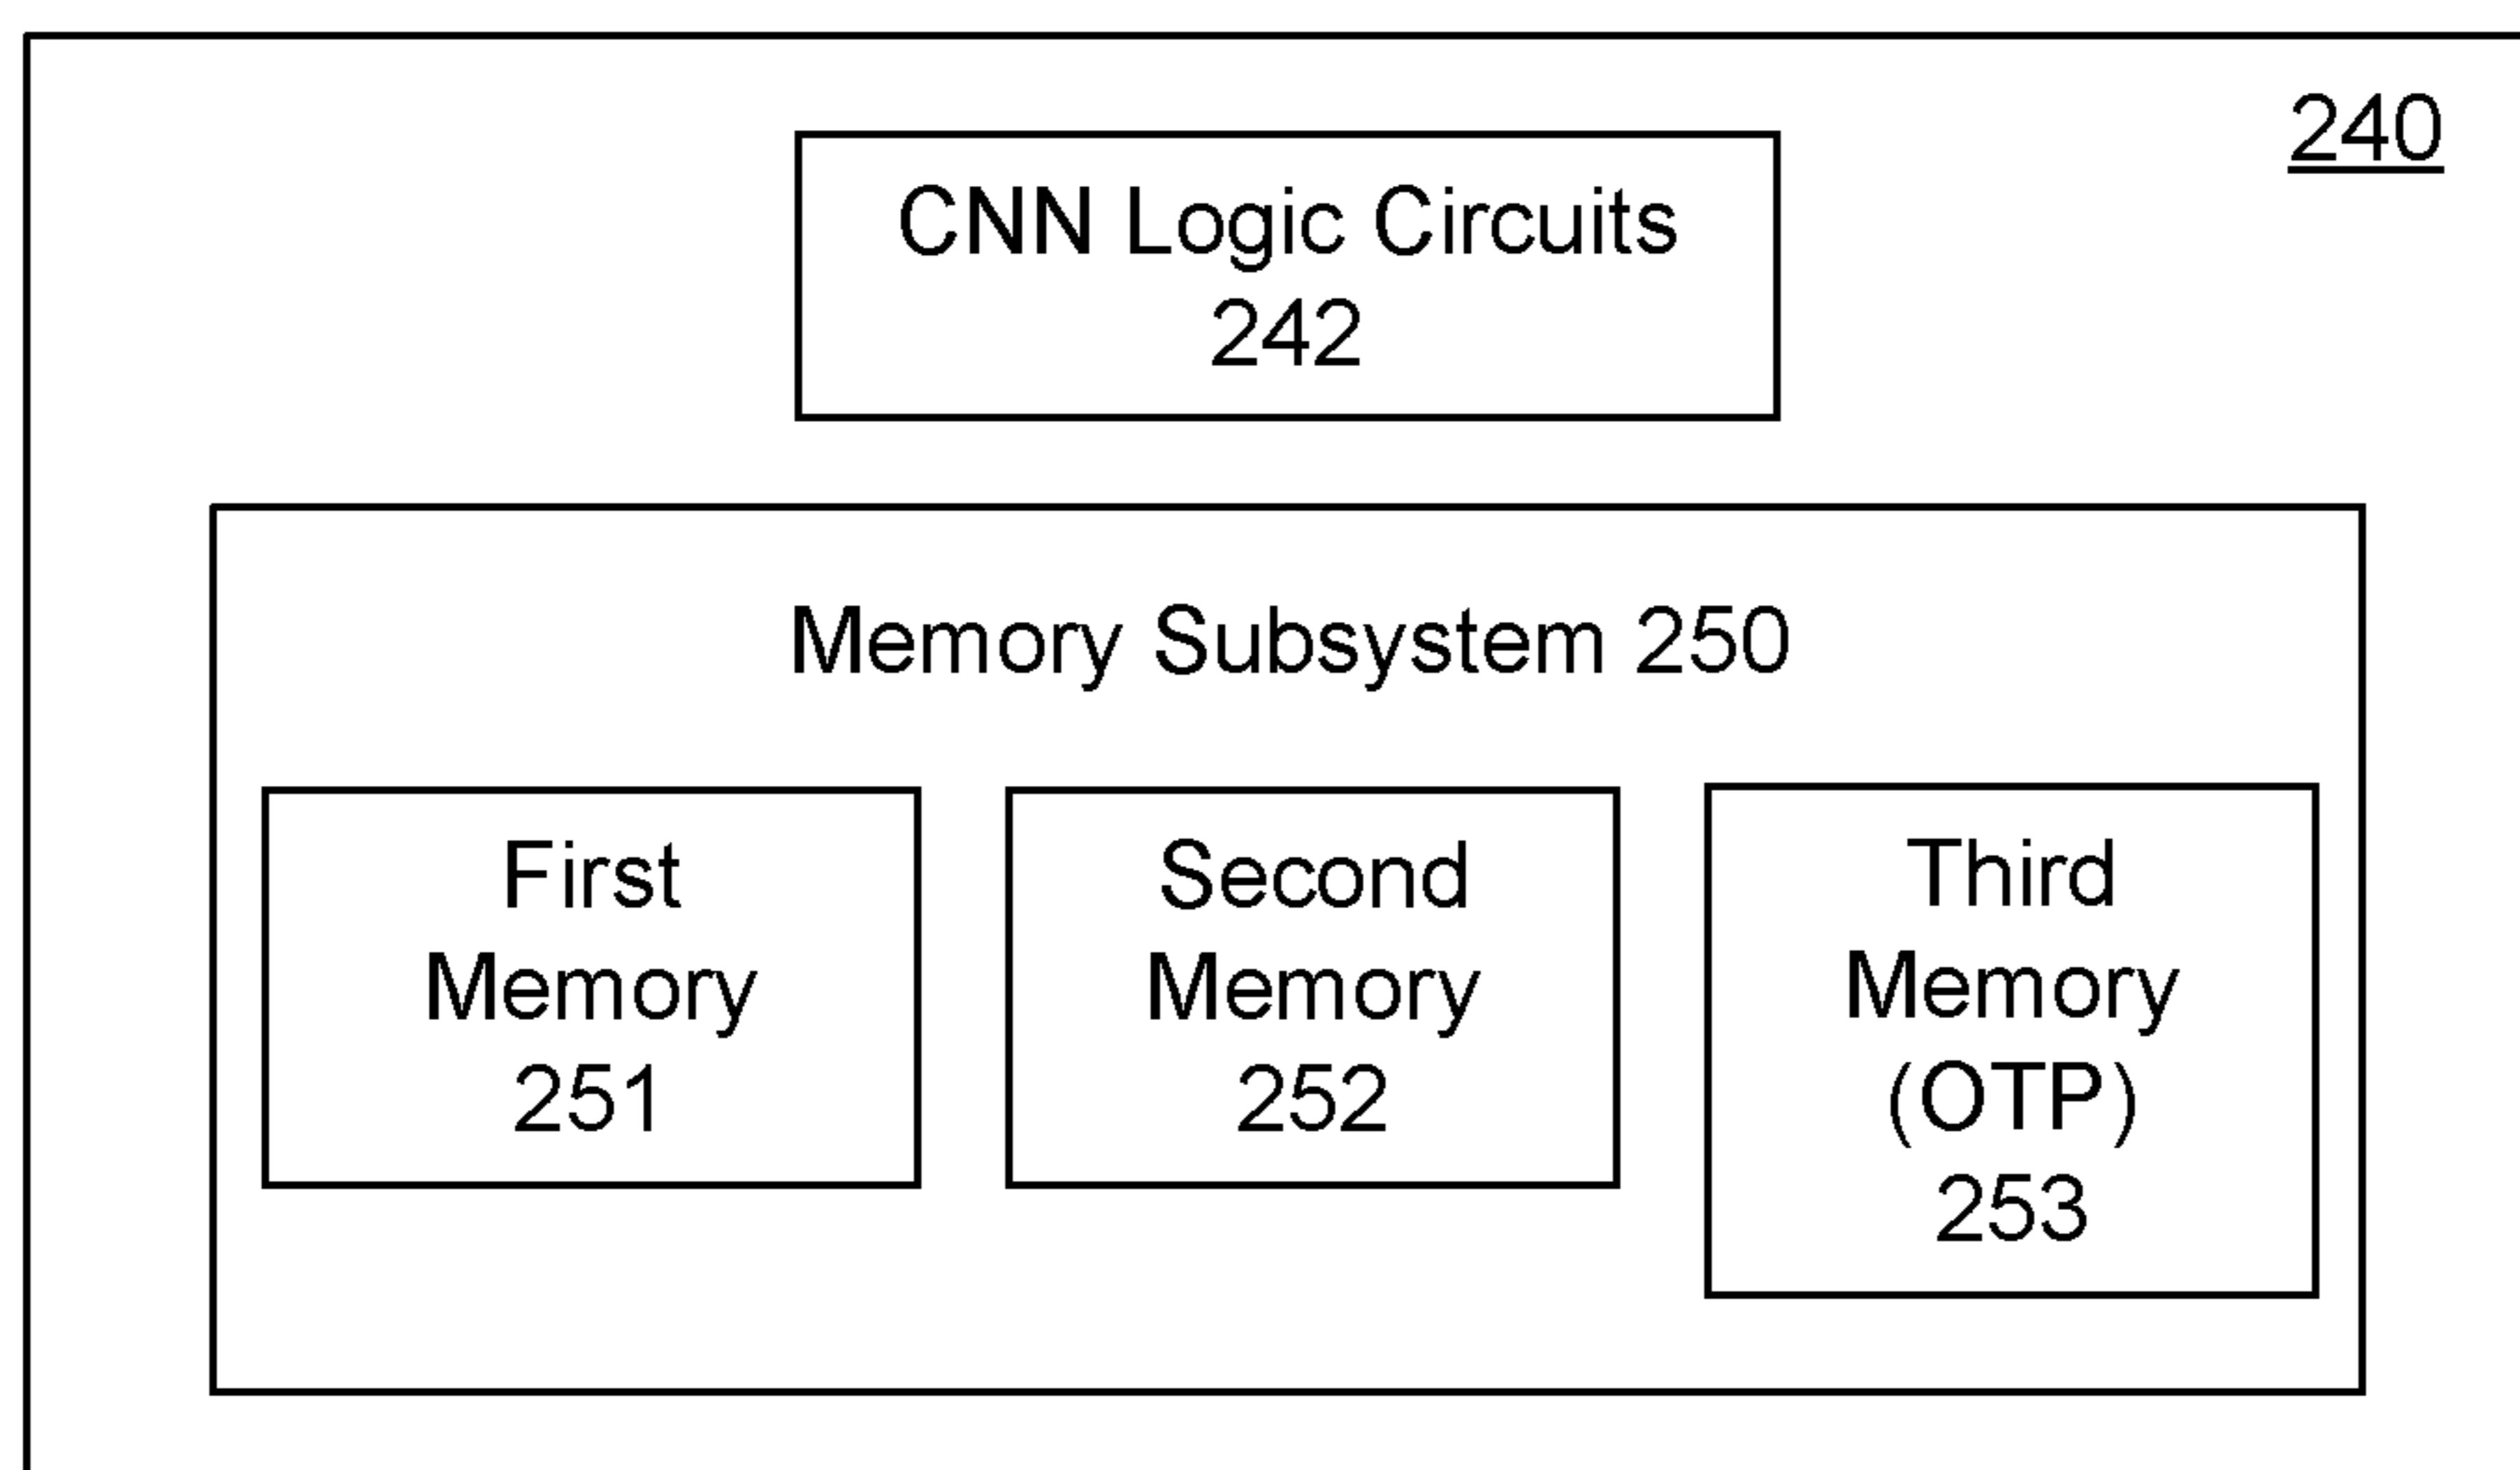 240
CNN Logic Circuits
242
Memory Subsystem 250
First
Memory
251
Second
Memory
252
Third
Memory
(OTP)
253